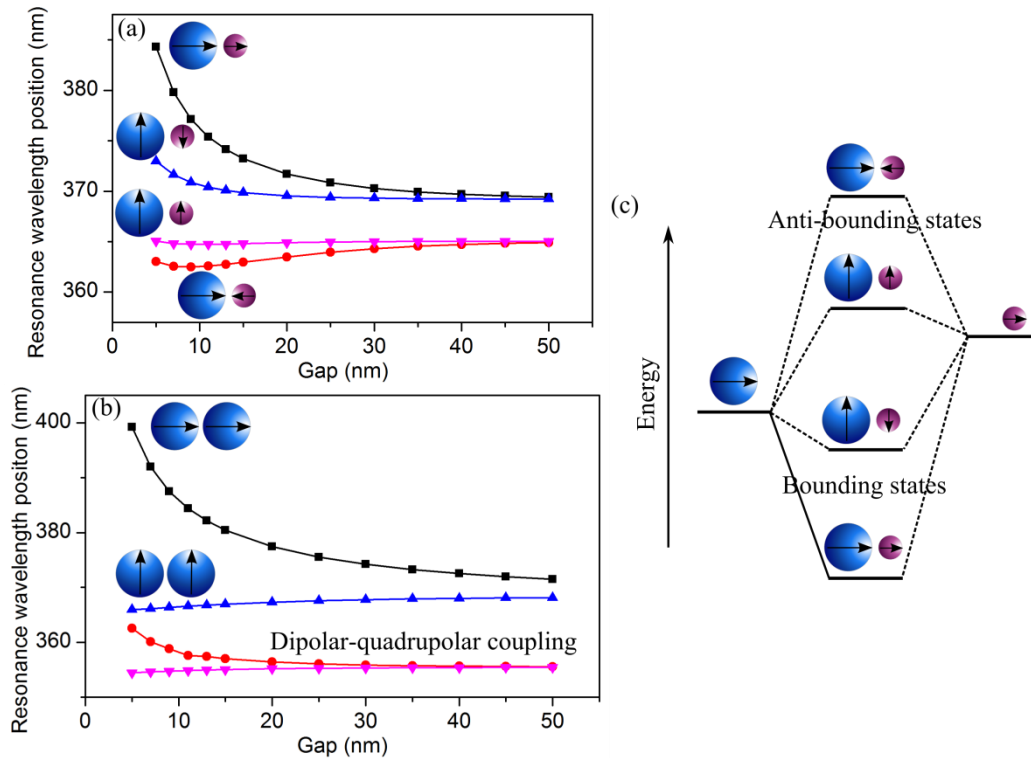 (a)
Resonance wavelength position (nm)
380
370
360
0 10 20 30 40 50
Gap (nm)
(b)
Resonance wavelength position (nm)
400
380
360
Dipolar-quadrupolar coupling
0 10 20 30 40 50
Gap (nm)
(c)
Energy
Anti-bounding states
Bounding states